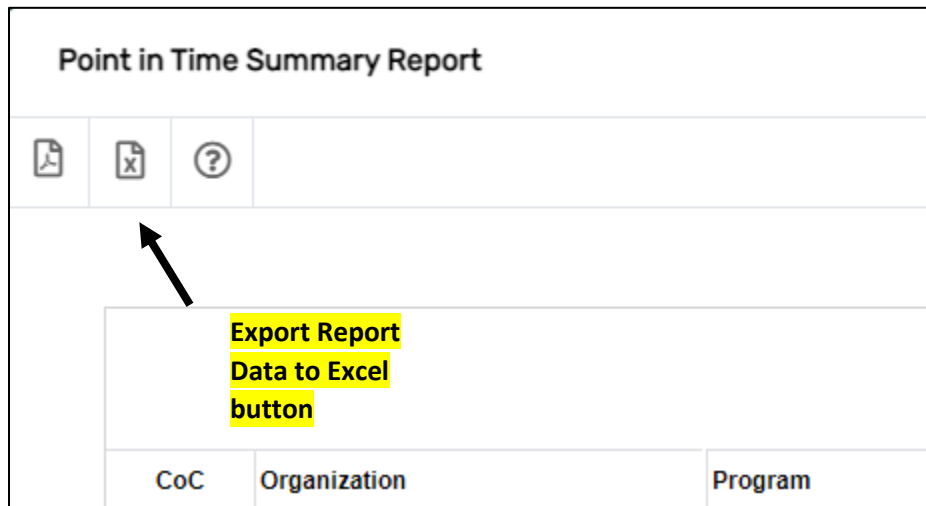 Point in Time Summary Report
Export Report
Data to Excel
button
CoC Organization Program